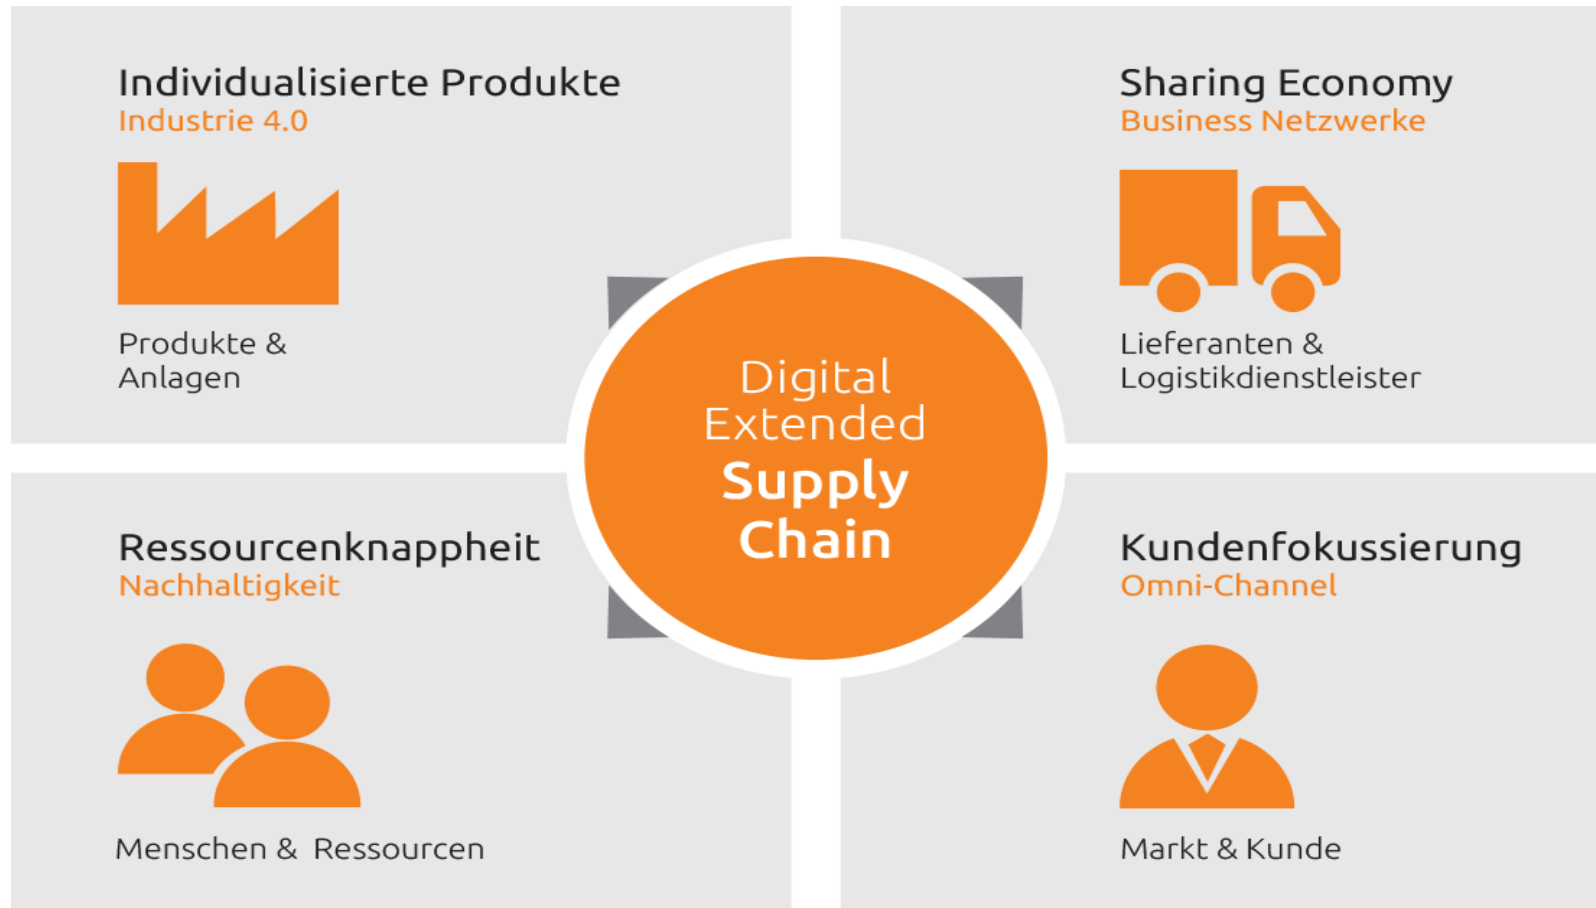 Individualisierte Produkte
Industrie 4.0
Produkte &
Anlagen
Sharing Economy
Business Netzwerke
Lieferanten &
Logistikdienstleister
Digital
Extended
Supply
Chain
Ressourcenknappheit
Nachhaltigkeit
Menschen & Ressourcen
Kundenfokussierung
Omni-Channel
Markt & Kunde